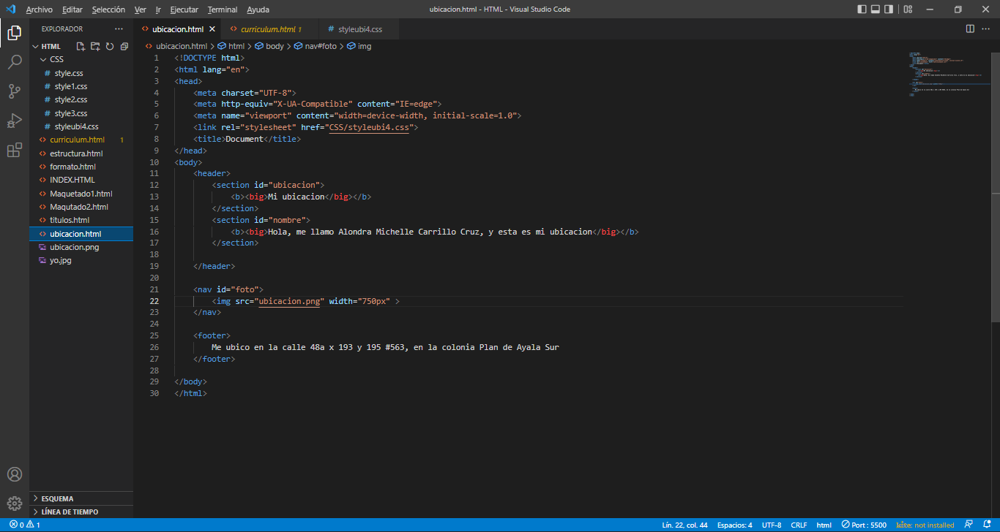 Archivo Editar Selección Ver Ir Ejecutar Terminal Ayuda ubicacion.html - HTML - Visual Studio Code
EXPLORADOR
HTML
CSS
# style.css
# style1.css
# style2.css
# style3.css
# styleubi4.css
<> curriculum.html 1
<> estructura.html
<> formato.html
<> INDEX.HTML
<> Maquetado1.html
<> Maqutado2.html
<> titulos.html
<> ubicacion.html
ubicacion.png
yo.jpg
ESQUEMA
LÍNEA DE TIEMPO
<> ubicacion.html <> curriculum.html 1 # styleubi4.css
<> ubicacion.html > html > body > nav#foto > img
1 <!DOCTYPE html>
2 <html lang="en">
3 <head>
4 <meta charset="UTF-8">
5 <meta http-equiv="X-UA-Compatible" content="IE=edge">
6 <meta name="viewport" content="width=device-width, initial-scale=1.0">
7 <link rel="stylesheet" href="CSS/styleubi4.css">
8 <title>Document</title>
9 </head>
10 <body>
11 <header>
12 <section id="ubicacion">
13 <b><big>Mi ubicacion</big></b>
14 </section>
15 <section id="nombre">
16 <b><big>Hola, me llamo Alondra Michelle Carrillo Cruz, y esta es mi ubicacion</big></b>
17 </section>
18
19 </header>
20
21 <nav id="foto">
22 <img src="ubicacion.png" width="750px" >
23 </nav>
24
25 <footer>
26 Me ubico en la calle 48a x 193 y 195 #563, en la colonia Plan de Ayala Sur
27 </footer>
28
29 </body>
30 </html>
0 1 Lín. 22, col. 44 Espacios: 4 UTF-8 CRLF html Port : 5500 kite: not installed